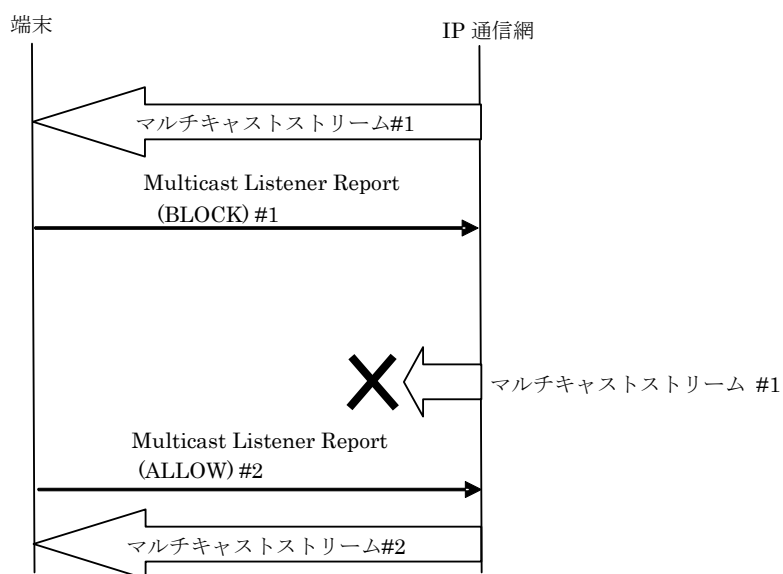 端末
IP 通信網
マルチキャストストリーム#1
Multicast Listener Report
(BLOCK) #1
マルチキャストストリーム #1
Multicast Listener Report
(ALLOW) #2
マルチキャストストリーム#2